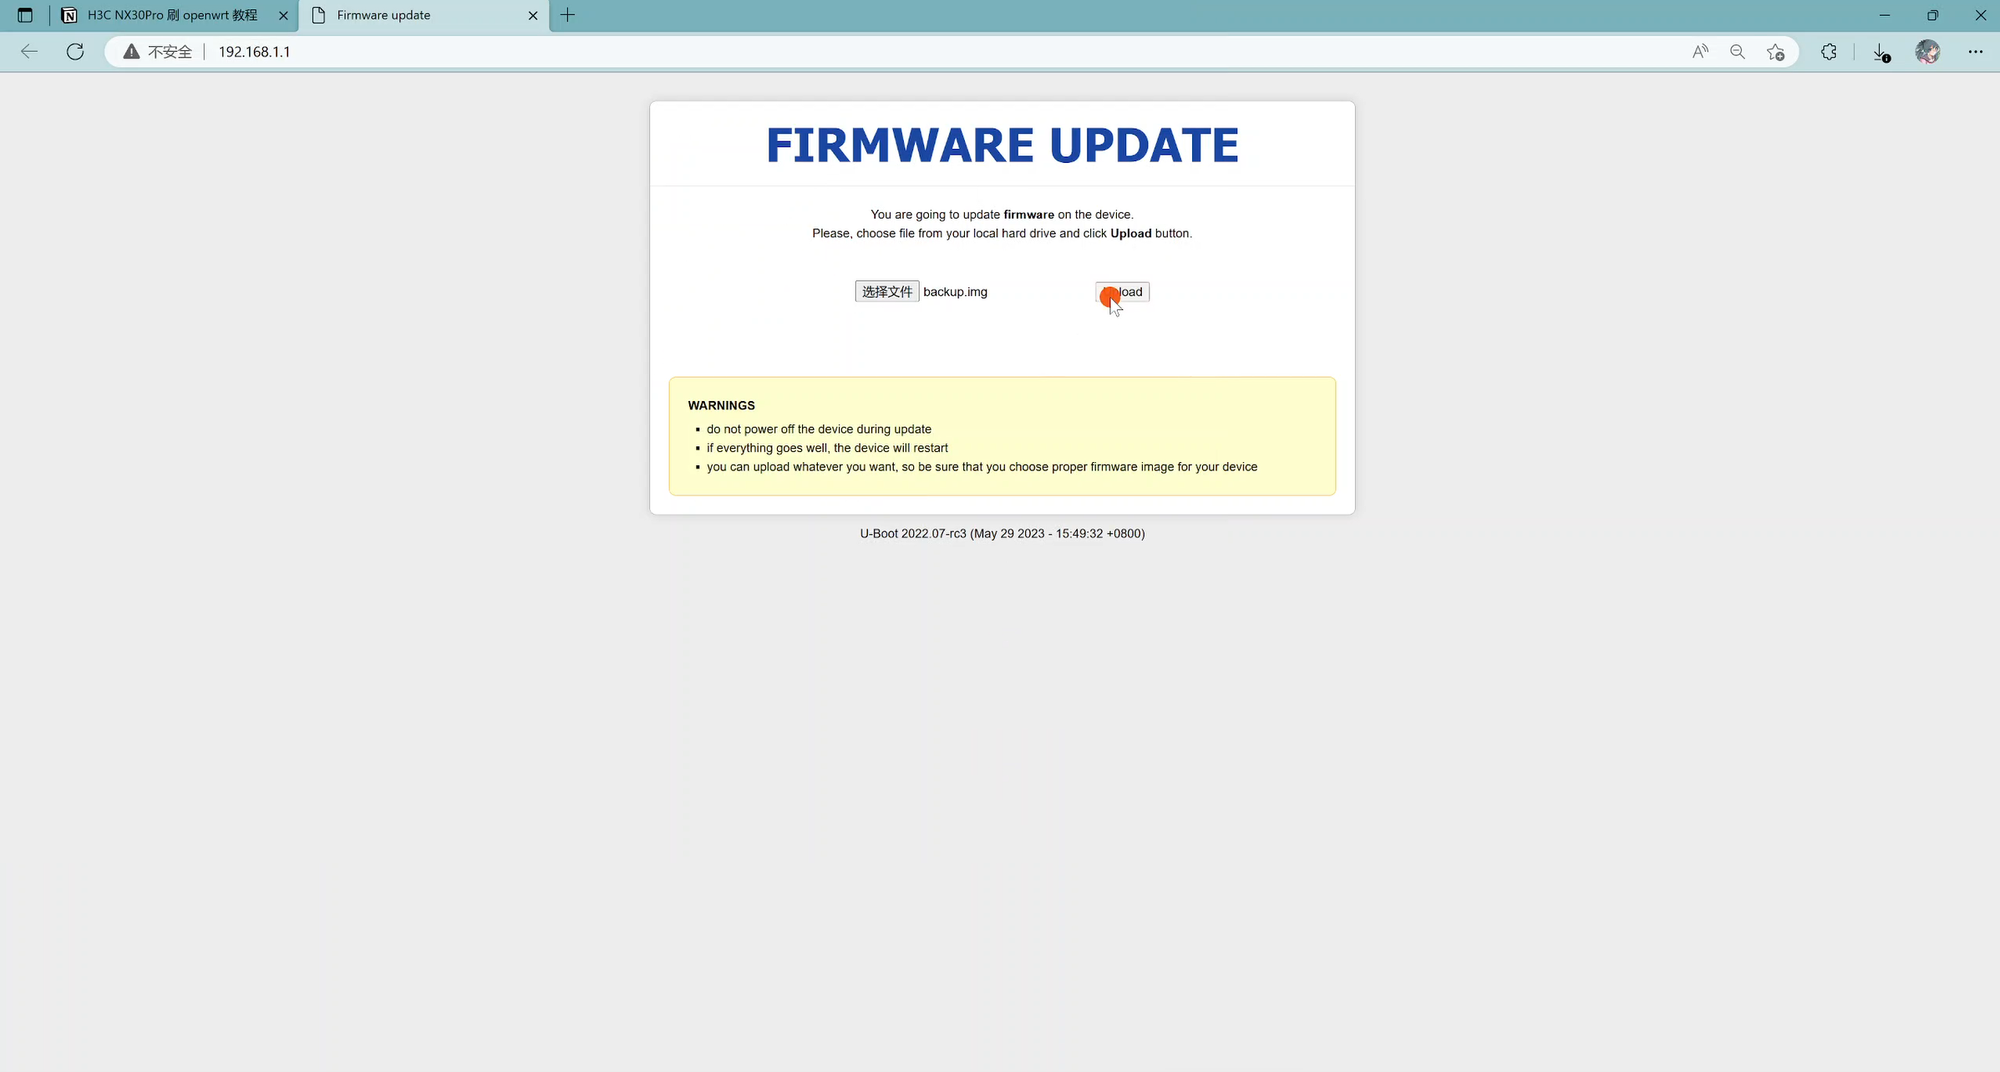 H3C NX30Pro 刷 openwrt 教程
Firmware update
不安全
192.168.1.1
FIRMWARE UPDATE
You are going to update firmware on the device.
Please, choose file from your local hard drive and click Upload button.
选择文件 backup.img
WARNINGS
do not power off the device during update
if everything goes well, the device will restart
you can upload whatever you want, so be sure that you choose proper firmware image for your device
U-Boot 2022.07-rc3 (May 29 2023 - 15:49:32 +0800)